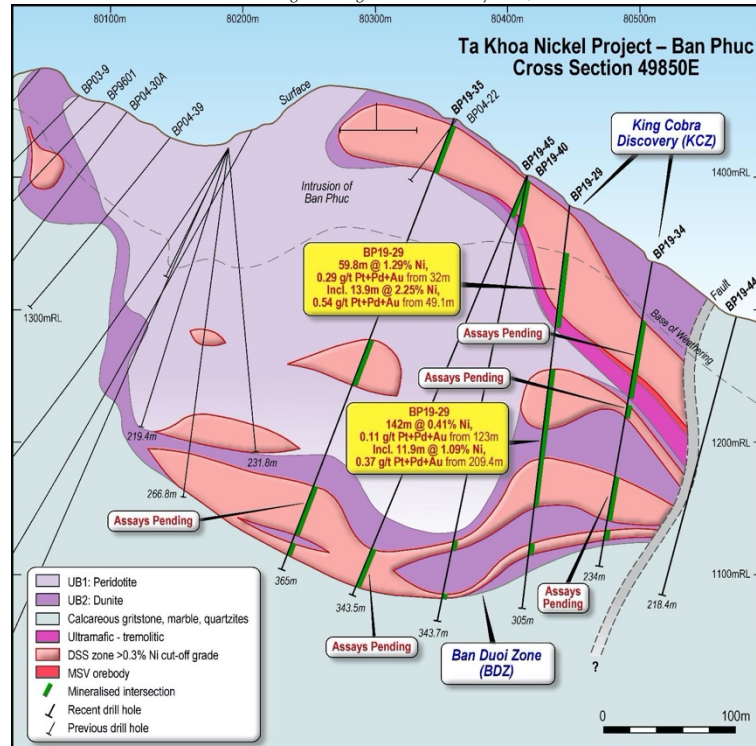 80100m
80200m
80300m
80400m
80500m
Ta Khoa Nickel Project – Ban Phuc
Cross Section 49850E
BP03-9
BP9601
BP04-30A
BP04-39
Surface
BP19-35
BP04-22
BP19-45
BP19-40
BP19-29
King Cobra
Discovery (KCZ)
1400mRL
BP19-34
Fault
BP19-44
Intrusion of
Ban Phuc
BP19-29
59.8m @ 1.29% Ni,
0.29 g/t Pt+Pd+Au from 32m
Incl. 13.9m @ 2.25% Ni,
0.54 g/t Pt+Pd+Au from 49.1m
1300mRL
Base of Weathering
Assays Pending
Assays Pending
BP19-29
142m @ 0.41% Ni,
0.11 g/t Pt+Pd+Au from 123m
Incl. 11.9m @ 1.09% Ni,
0.37 g/t Pt+Pd+Au from 209.4m
219.4m
231.8m
1200mRL
266.8m
Assays Pending
Assays
Pending
365m
343.5m
343.7m
305m
234m
218.4m
1100mRL
Assays Pending
Ban Duoi Zone
(BDZ)
?
UB1: Peridotite
UB2: Dunite
Calcareous gritstone, marble, quartzites
Ultramafic - tremolitic
DSS zone >0.3% Ni cut-off grade
MSV orebody
Mineralised intersection
Recent drill hole
Previous drill hole
0
100m